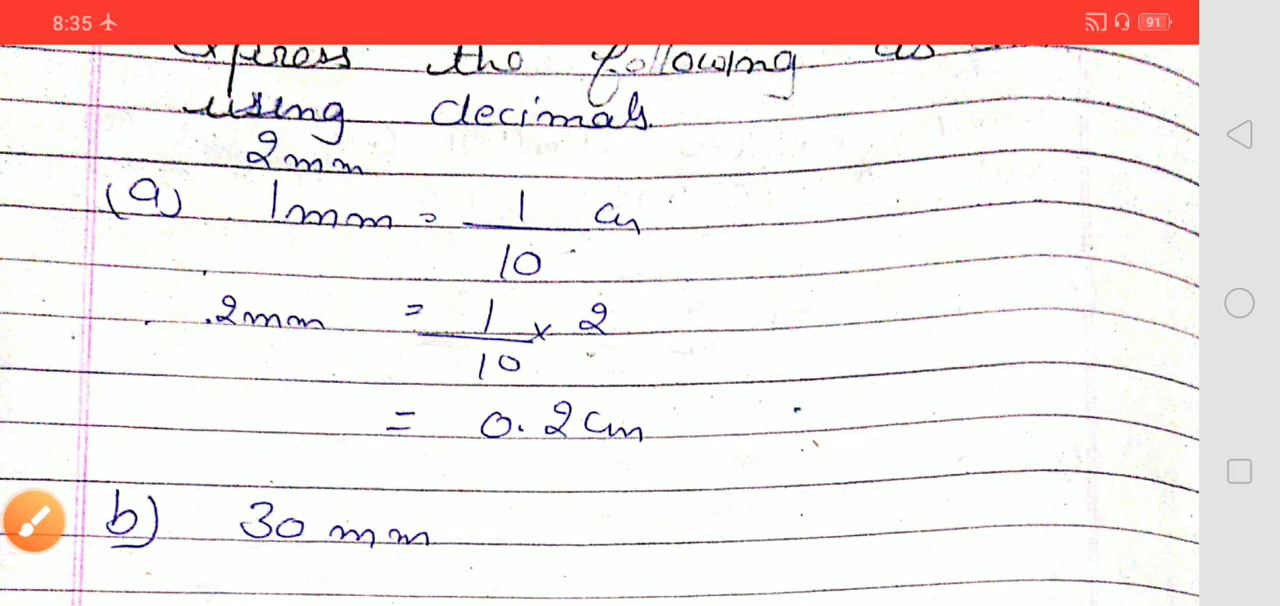 8:35
91
the following as
using decimals.
2mm
(a) 1mm = 1/10 cm
2mm = 1/10 x 2
= 0.2cm
b) 30 mm